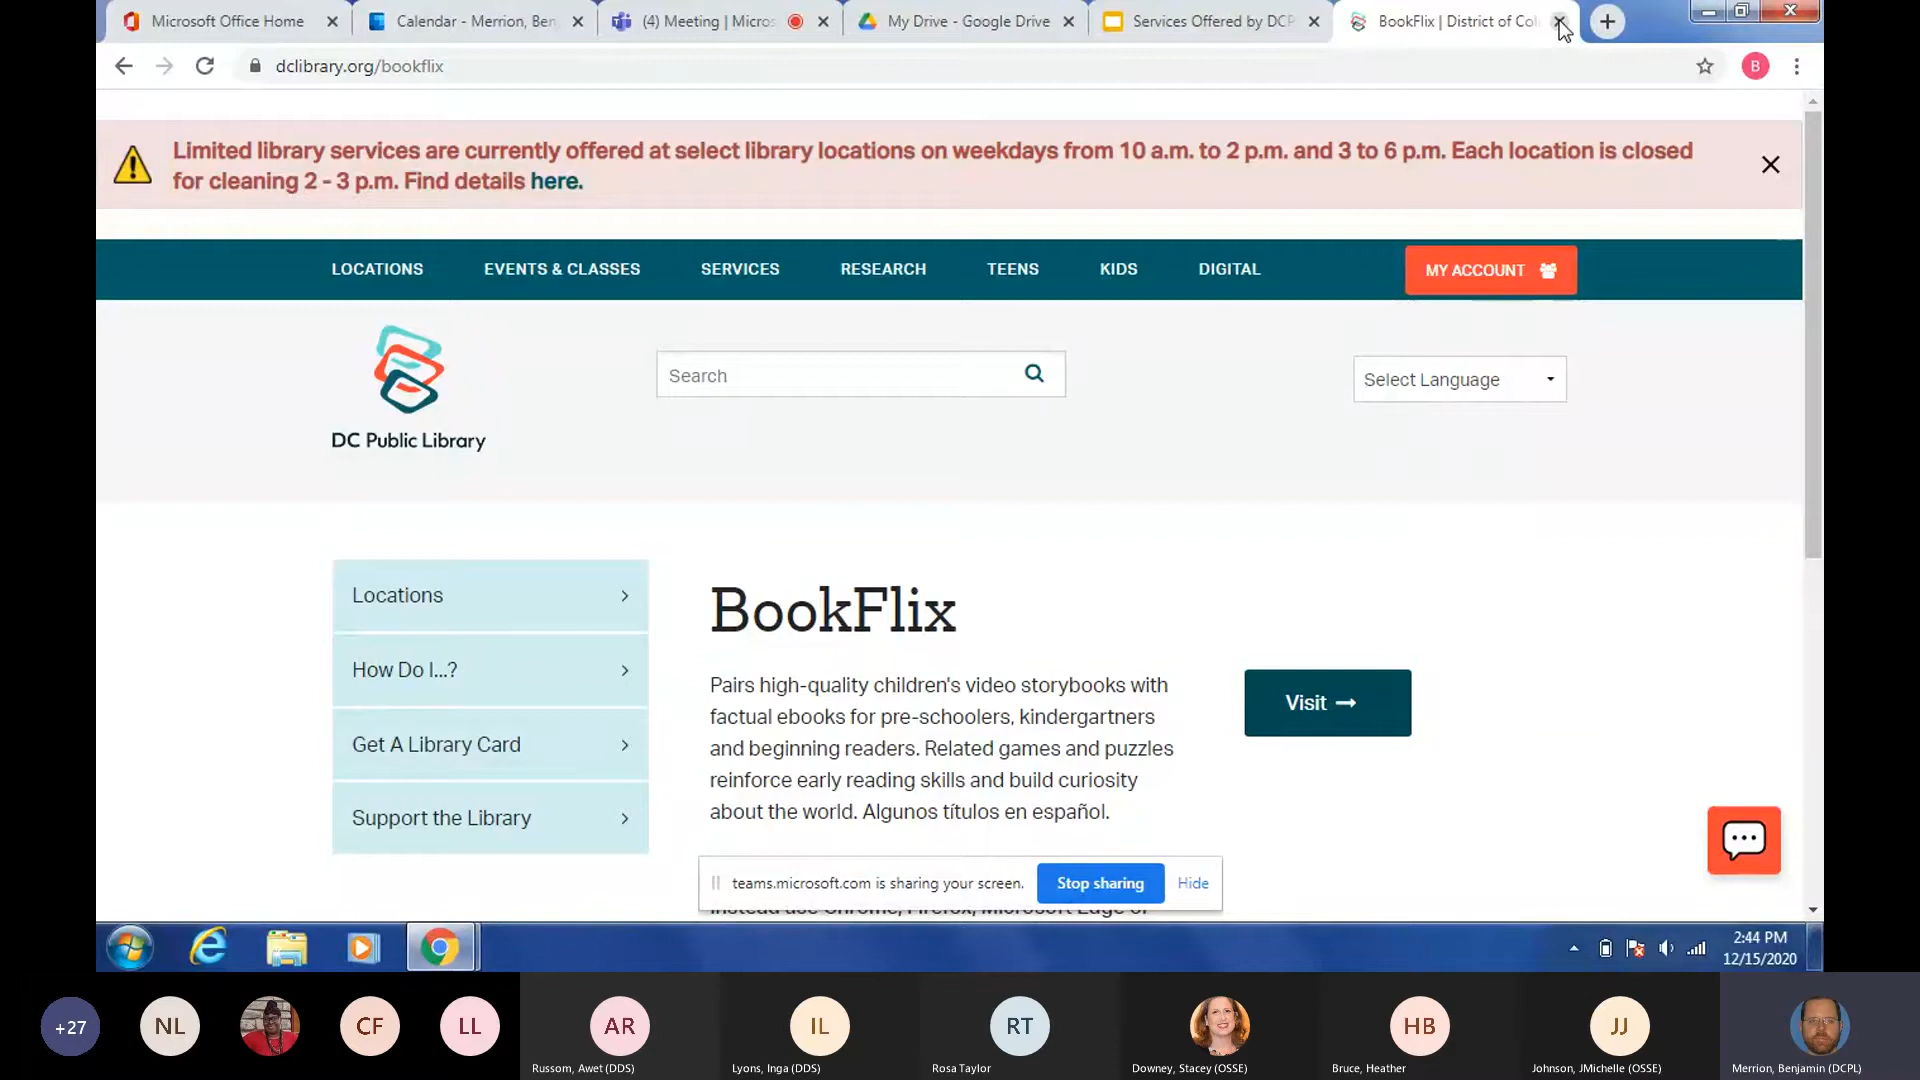 Microsoft Office Home
Calendar - Merrion, Ben
(4) Meeting | Micros
My Drive - Google Drive
Services Offered by DCP
BookFlix | District of Col
dclibrary.org/bookflix
B
Limited library services are currently offered at select library locations on weekdays from 10 a.m. to 2 p.m. and 3 to 6 p.m. Each location is closed
for cleaning 2 - 3 p.m. Find details here.
LOCATIONS
EVENTS & CLASSES
SERVICES
RESEARCH
TEENS
KIDS
DIGITAL
MY ACCOUNT
DC Public Library
Search
Select Language
Locations
How Do I...?
Get A Library Card
Support the Library
BookFlix
Pairs high-quality children's video storybooks with
factual ebooks for pre-schoolers, kindergartners
and beginning readers. Related games and puzzles
reinforce early reading skills and build curiosity
about the world. Algunos títulos en español.
Visit
teams.microsoft.com is sharing your screen.
Stop sharing
Hide
instead use Chrome, Firefox, Microsoft Edge or
2:44 PM
12/15/2020
+27
NL
CF
LL
AR
IL
RT
HB
JJ
Russom, Awet (DDS)
Lyons, Inga (DDS)
Rosa Taylor
Downey, Stacey (OSSE)
Bruce, Heather
Johnson, JMichelle (OSSE)
Merrion, Benjamin (DCPL)